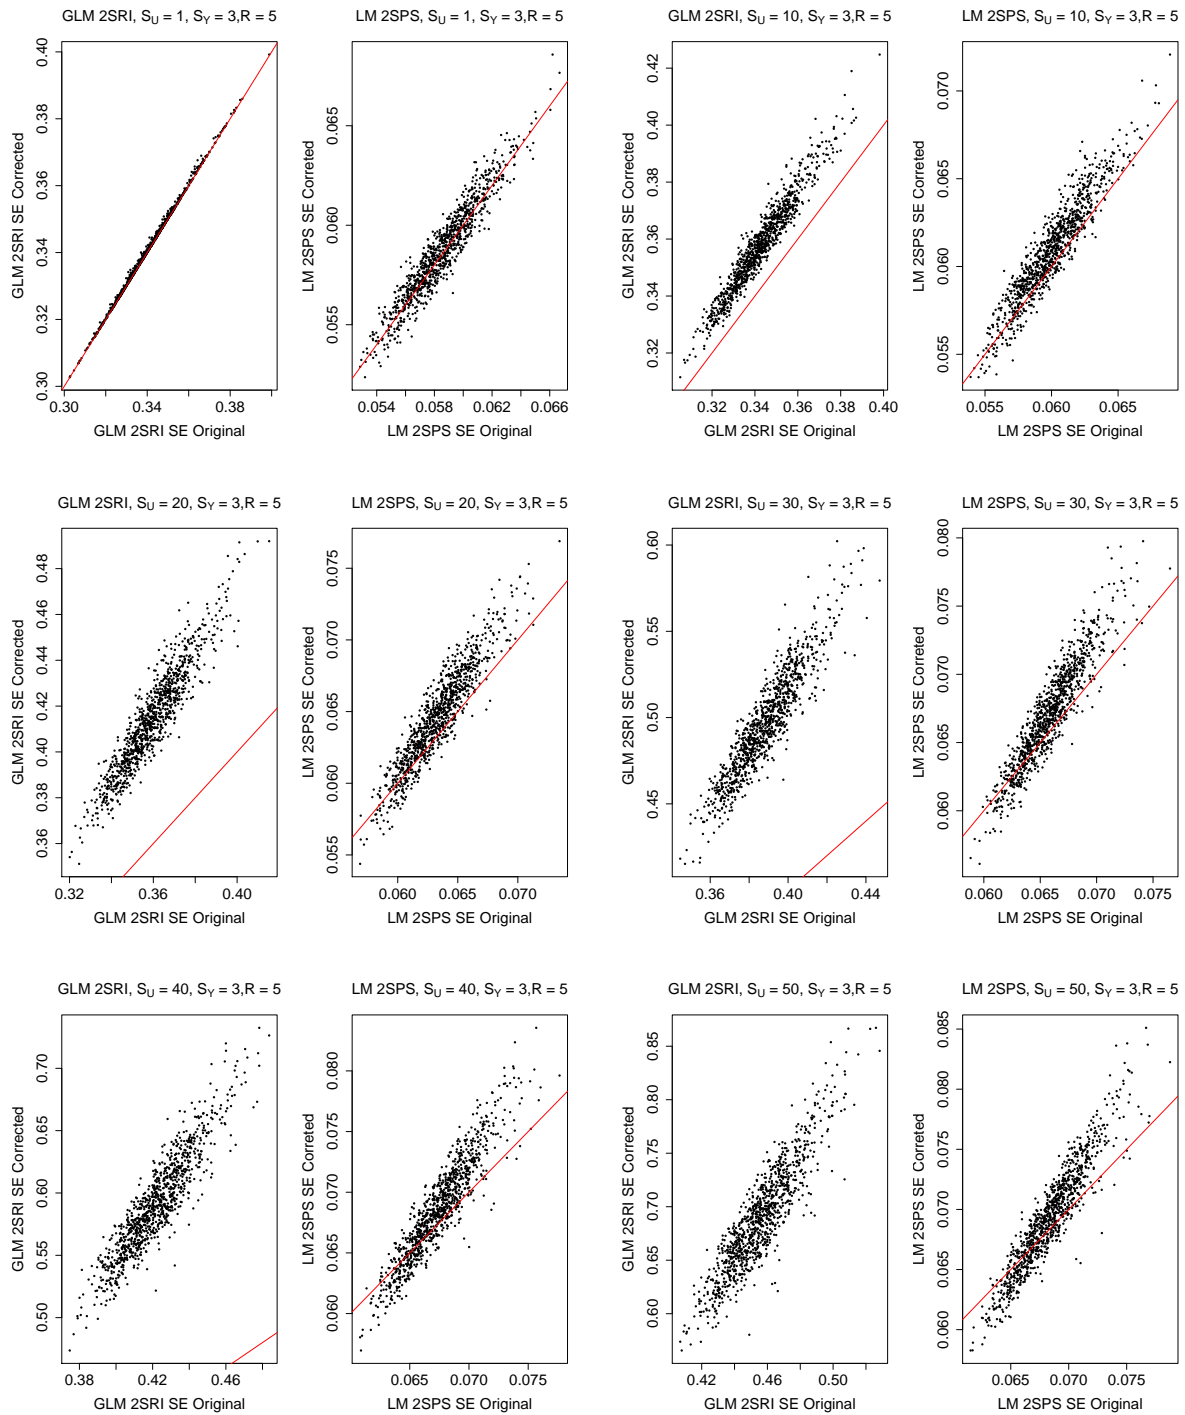 GLM 2SRI, S_U = 1, S_Y = 3,R = 5
GLM 2SRI SE Corrected
0.30 0.32 0.34 0.36 0.38 0.40
0.30 0.34 0.38
GLM 2SRI SE Original
LM 2SPS, S_U = 1, S_Y = 3,R = 5
LM 2SPS SE Correted
0.055 0.060 0.065
0.054 0.058 0.062 0.066
LM 2SPS SE Original
GLM 2SRI, S_U = 10, S_Y = 3,R = 5
GLM 2SRI SE Corrected
0.32 0.34 0.36 0.38 0.40 0.42
0.32 0.34 0.36 0.38 0.40
GLM 2SRI SE Original
LM 2SPS, S_U = 10, S_Y = 3,R = 5
LM 2SPS SE Correted
0.055 0.060 0.065 0.070
0.055 0.060 0.065
LM 2SPS SE Original
GLM 2SRI, S_U = 20, S_Y = 3,R = 5
GLM 2SRI SE Corrected
0.36 0.38 0.40 0.42 0.44 0.46 0.48
0.32 0.36 0.40
GLM 2SRI SE Original
LM 2SPS, S_U = 20, S_Y = 3,R = 5
LM 2SPS SE Correted
0.055 0.060 0.065 0.070 0.075
0.060 0.065 0.070
LM 2SPS SE Original
GLM 2SRI, S_U = 30, S_Y = 3,R = 5
GLM 2SRI SE Corrected
0.45 0.50 0.55 0.60
0.36 0.40 0.44
GLM 2SRI SE Original
LM 2SPS, S_U = 30, S_Y = 3,R = 5
LM 2SPS SE Correted
0.060 0.065 0.070 0.075 0.080
0.060 0.065 0.070 0.075
LM 2SPS SE Original
GLM 2SRI, S_U = 40, S_Y = 3,R = 5
GLM 2SRI SE Corrected
0.50 0.55 0.60 0.65 0.70
0.38 0.42 0.46
GLM 2SRI SE Original
LM 2SPS, S_U = 40, S_Y = 3,R = 5
LM 2SPS SE Correted
0.060 0.065 0.070 0.075 0.080
0.065 0.070 0.075
LM 2SPS SE Original
GLM 2SRI, S_U = 50, S_Y = 3,R = 5
GLM 2SRI SE Corrected
0.60 0.65 0.70 0.75 0.80 0.85
0.42 0.46 0.50
GLM 2SRI SE Original
LM 2SPS, S_U = 50, S_Y = 3,R = 5
LM 2SPS SE Correted
0.060 0.065 0.070 0.075 0.080 0.085
0.065 0.070 0.075
LM 2SPS SE Original